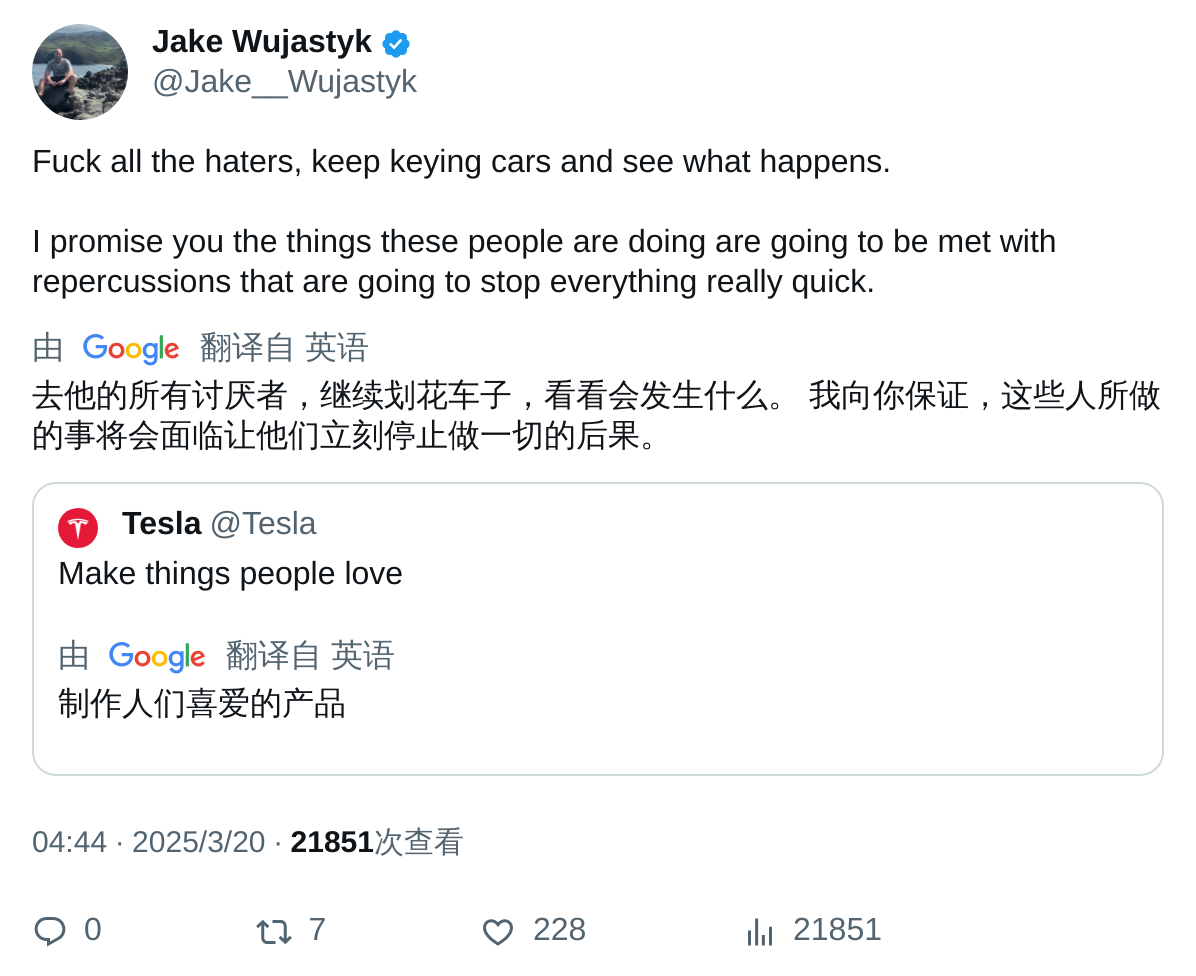 Jake Wujastyk
@Jake__Wujastyk
Fuck all the haters, keep keying cars and see what happens.
I promise you the things these people are doing are going to be met with
repercussions that are going to stop everything really quick.
由 Google 翻译自 英语
去他的所有讨厌者，继续划花车子，看看会发生什么。 我向你保证，这些人所做
的事将会面临让他们立刻停止做一切的后果。
Tesla @Tesla
Make things people love
由 Google 翻译自 英语
制作人们喜爱的产品
04:44 · 2025/3/20 · 21851次查看
0 7 228 21851